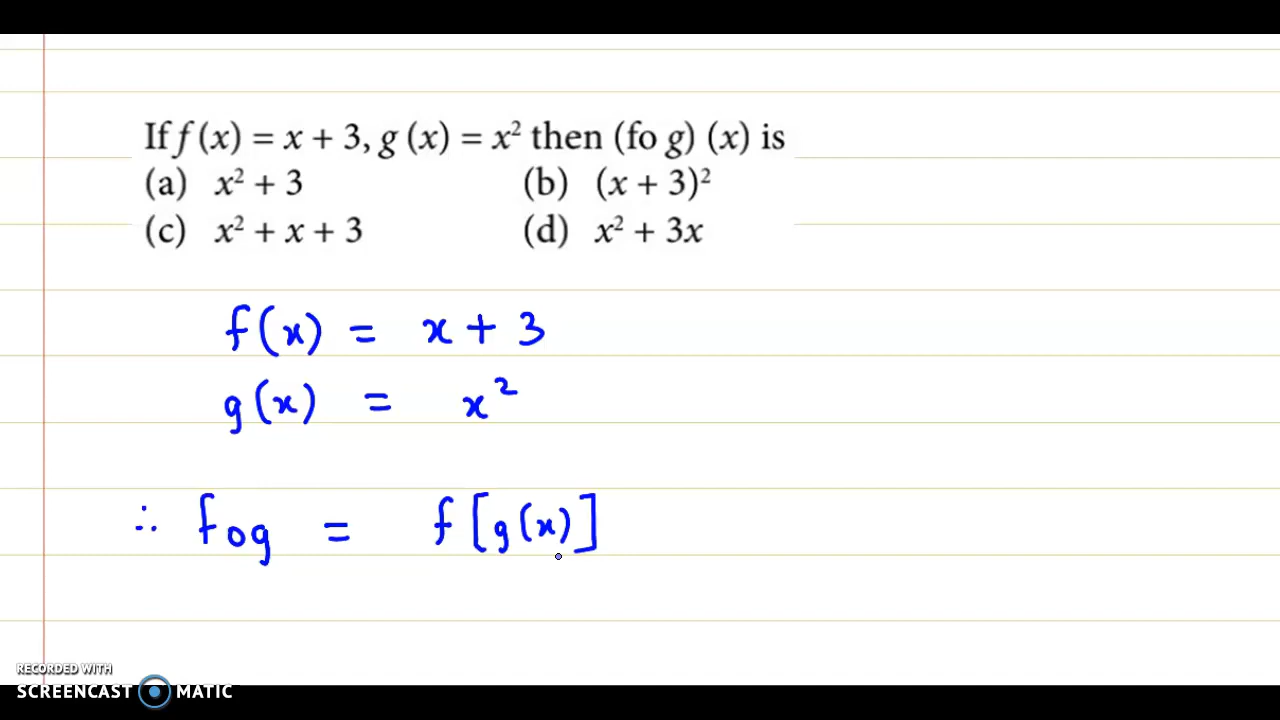 If f (x) = x + 3, g (x) = x² then (fo g) (x) is
(a) x² + 3 (b) (x + 3)²
(c) x² + x + 3 (d) x² + 3x
f(x) = x + 3
g(x) = x²
∴ fog = f[g(x)]
RECORDED WITH
SCREENCAST MATIC